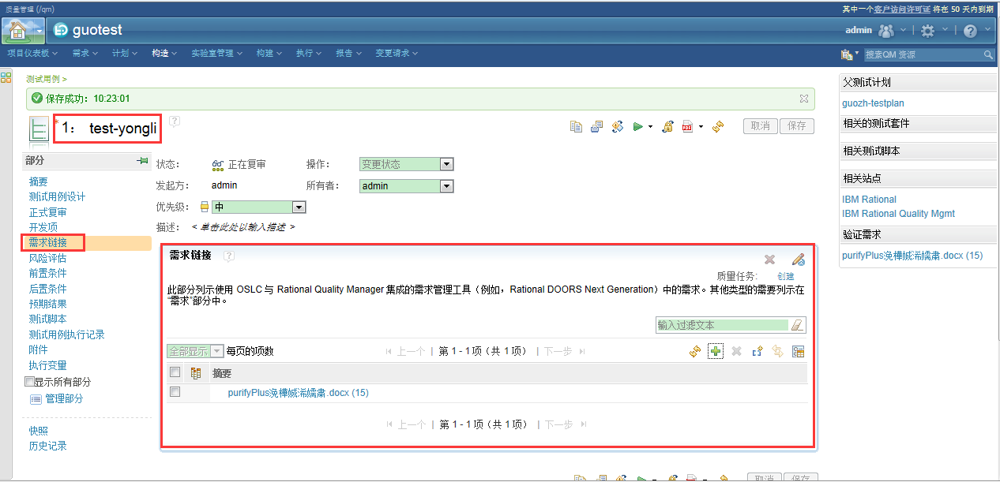 质量管理 (/qm)
其中一个客户访问许可证 将在 50 天内到期
guotest
admin
项目仪表板 需求 计划 构造 实验室管理 构建 执行 报告 变更请求
搜索QM 资源
测试用例 >
保存成功: 10:23:01
*1: test-yongli
取消 保存
部分
摘要
测试用例设计
正式复审
开发项
需求链接
风险评估
前置条件
后置条件
预期结果
测试脚本
测试用例执行记录
附件
执行变量
显示所有部分
管理部分
快照
历史记录
状态: 正在复审 操作: 变更状态
发起方: admin 所有者: admin
优先级: 中
描述: < 单击此处以输入描述 >
需求链接
质量任务: 创建
此部分列示使用 OSLC 与 Rational Quality Manager 集成的需求管理工具（例如，Rational DOORS Next Generation）中的需求。其他类型的需要列示在
“需求”部分中。
输入过滤文本
全部显示 每页的项数 上一个 | 第 1 - 1 项（共 1 项） | 下一步
摘要
purifyPlus浼樺娍浠嬬粛.docx (15)
上一个 | 第 1 - 1 项（共 1 项） | 下一步
取消 保存
父测试计划
guozh-testplan
相关的测试套件
相关测试脚本
相关站点
IBM Rational
IBM Rational Quality Mgmt
验证需求
purifyPlus浼樺娍浠嬬粛.docx (15)